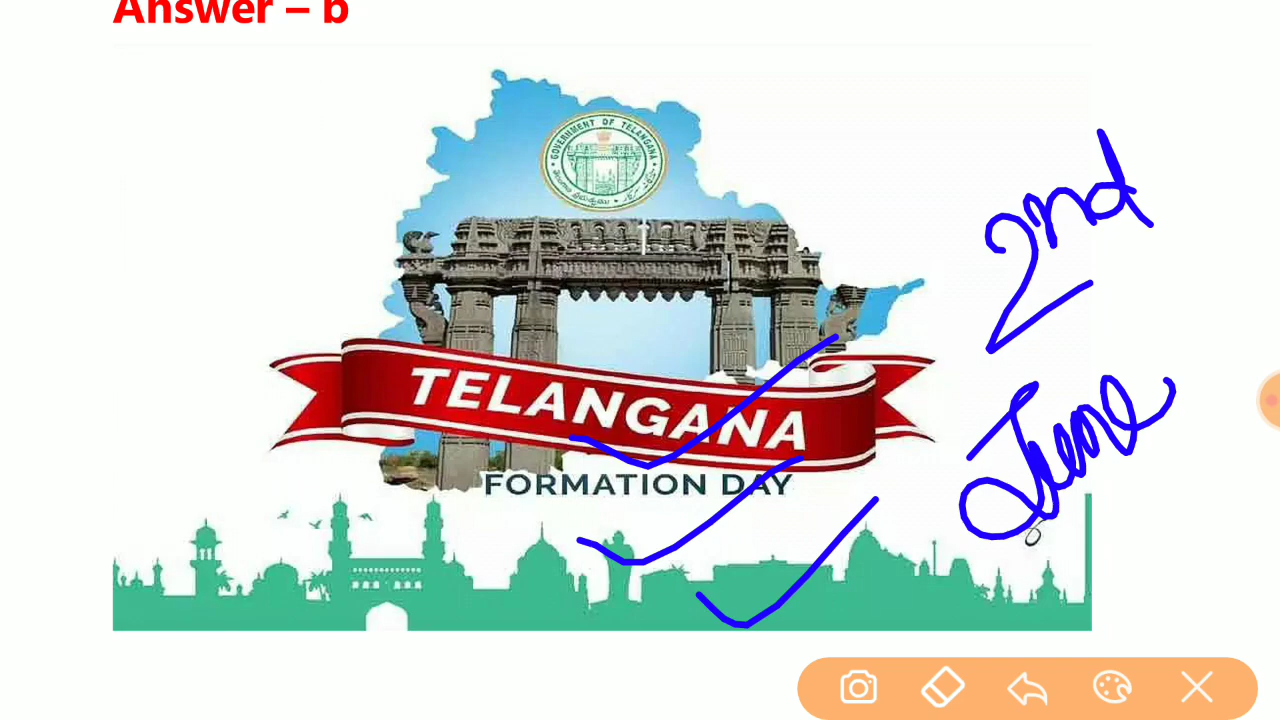 Answer – b
GOVERNMENT OF TELANGANA
TELANGANA
FORMATION DAY
2nd
June